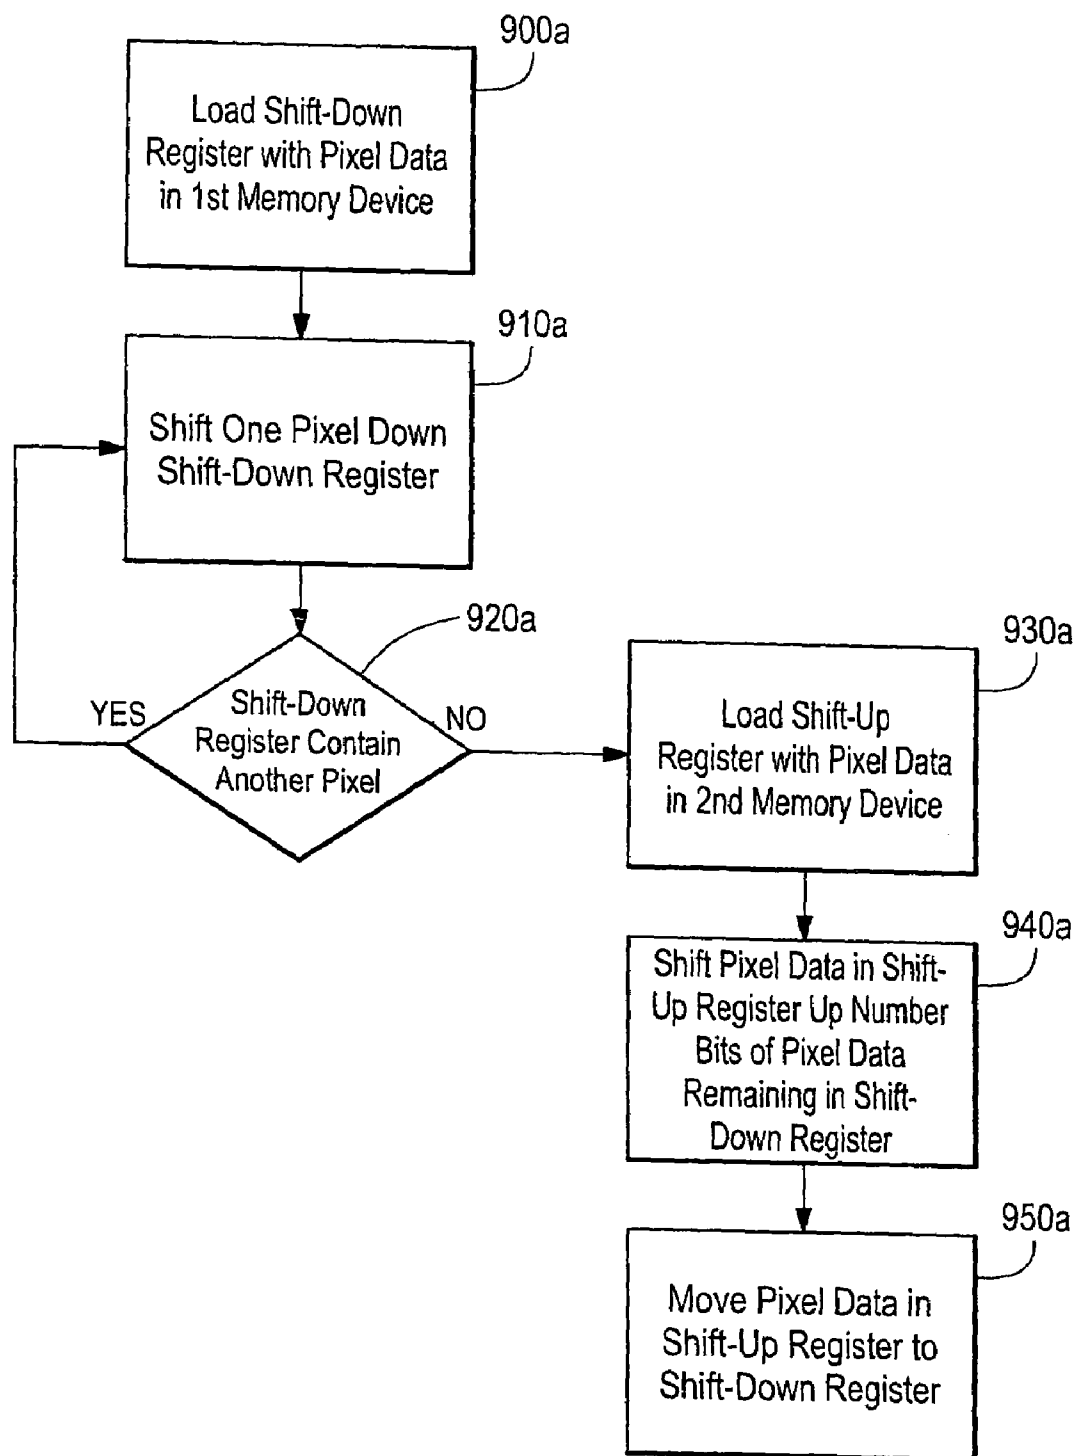 900a
Load Shift-Down
Register with Pixel Data
in 1st Memory Device
910a
Shift One Pixel Down
Shift-Down Register
920a
YES
Shift-Down
Register Contain
Another Pixel
NO
930a
Load Shift-Up
Register with Pixel Data
in 2nd Memory Device
940a
Shift Pixel Data in Shift-
Up Register Up Number
Bits of Pixel Data
Remaining in Shift-
Down Register
950a
Move Pixel Data in
Shift-Up Register to
Shift-Down Register